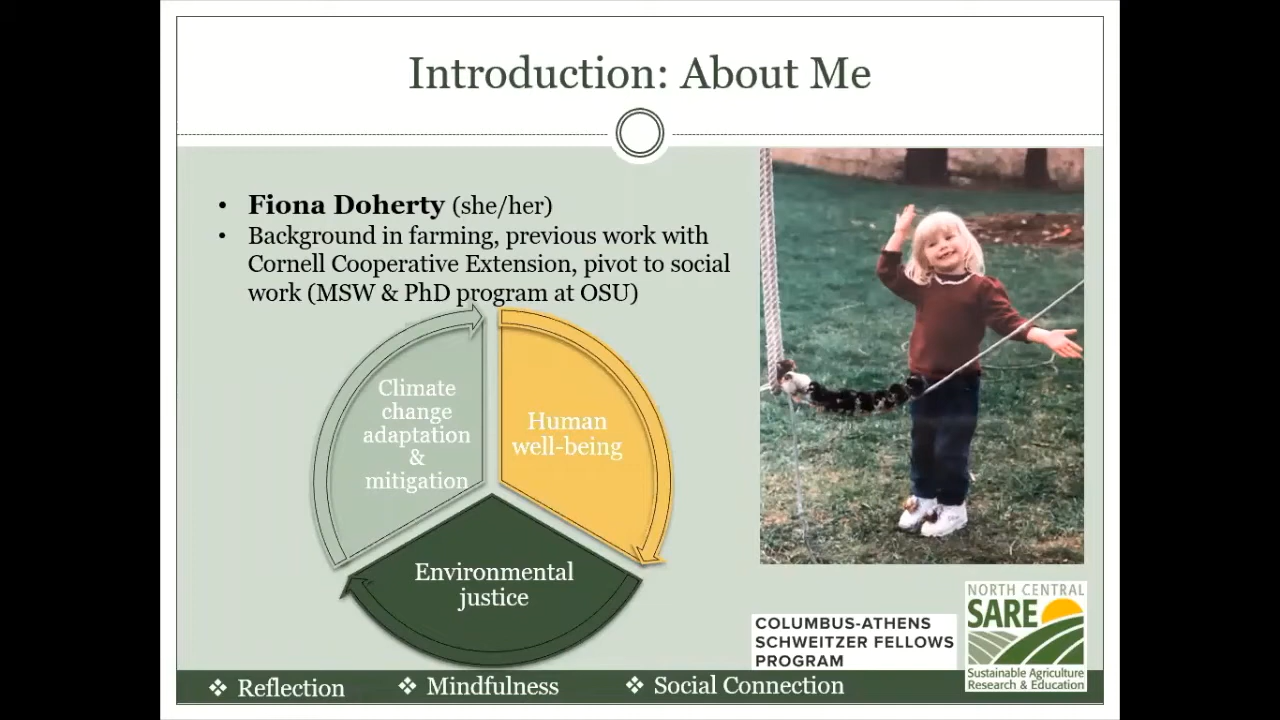 Introduction: About Me
• Fiona Doherty (she/her)
• Background in farming, previous work with
Cornell Cooperative Extension, pivot to social
work (MSW & PhD program at OSU)
Climate
change
adaptation
&
mitigation
Human
well-being
Environmental
justice
COLUMBUS-ATHENS
SCHWEITZER FELLOWS
PROGRAM
NORTH CENTRAL
SARE
Sustainable Agriculture
Research & Education
❖ Reflection ❖ Mindfulness ❖ Social Connection